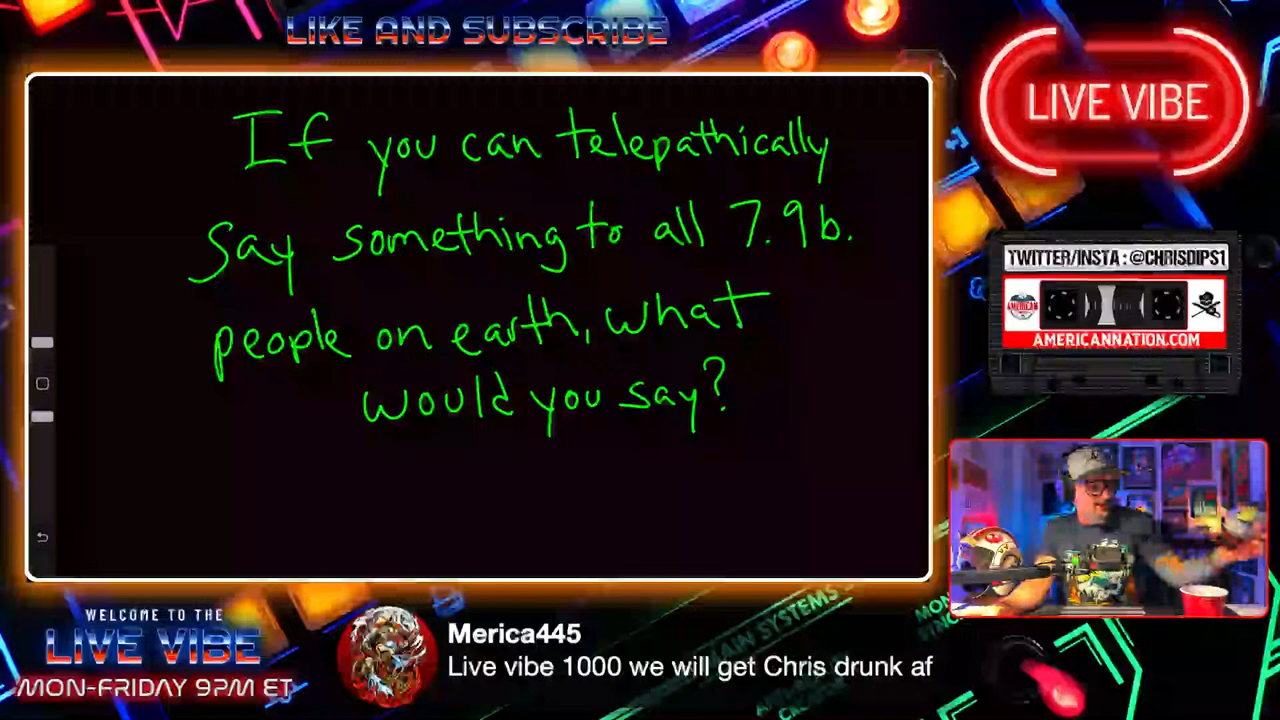 LIKE AND SUBSCRIBE
LIVE VIBE
If you can telepathically
say something to all 7.9b.
people on earth, what
would you say?
TWITTER/INSTA : @CHRISDIPS1
AMERICANNATION.COM
WELCOME TO THE
LIVE VIBE
MON-FRIDAY 9PM ET
Merica445
Live vibe 1000 we will get Chris drunk af